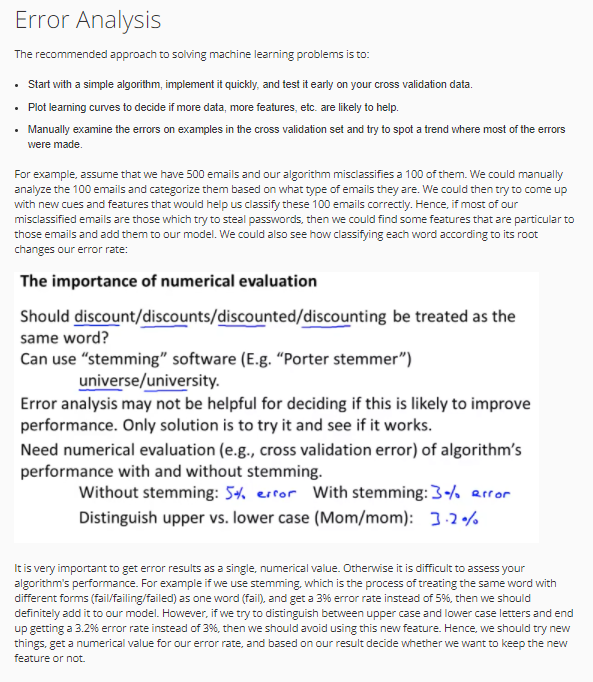 Error Analysis
The recommended approach to solving machine learning problems is to:
• Start with a simple algorithm, implement it quickly, and test it early on your cross validation data.
• Plot learning curves to decide if more data, more features, etc. are likely to help.
• Manually examine the errors on examples in the cross validation set and try to spot a trend where most of the errors
were made.
For example, assume that we have 500 emails and our algorithm misclassifies a 100 of them. We could manually
analyze the 100 emails and categorize them based on what type of emails they are. We could then try to come up
with new cues and features that would help us classify these 100 emails correctly. Hence, if most of our
misclassified emails are those which try to steal passwords, then we could find some features that are particular to
those emails and add them to our model. We could also see how classifying each word according to its root
changes our error rate:
The importance of numerical evaluation
Should discount/discounts/discounted/discounting be treated as the
same word?
Can use “stemming” software (E.g. “Porter stemmer”)
universe/university.
Error analysis may not be helpful for deciding if this is likely to improve
performance. Only solution is to try it and see if it works.
Need numerical evaluation (e.g., cross validation error) of algorithm’s
performance with and without stemming.
Without stemming: 5% error With stemming: 3% error
Distinguish upper vs. lower case (Mom/mom): 3.2%
It is very important to get error results as a single, numerical value. Otherwise it is difficult to assess your
algorithm's performance. For example if we use stemming, which is the process of treating the same word with
different forms (fail/failing/failed) as one word (fail), and get a 3% error rate instead of 5%, then we should
definitely add it to our model. However, if we try to distinguish between upper case and lower case letters and end
up getting a 3.2% error rate instead of 3%, then we should avoid using this new feature. Hence, we should try new
things, get a numerical value for our error rate, and based on our result decide whether we want to keep the new
feature or not.